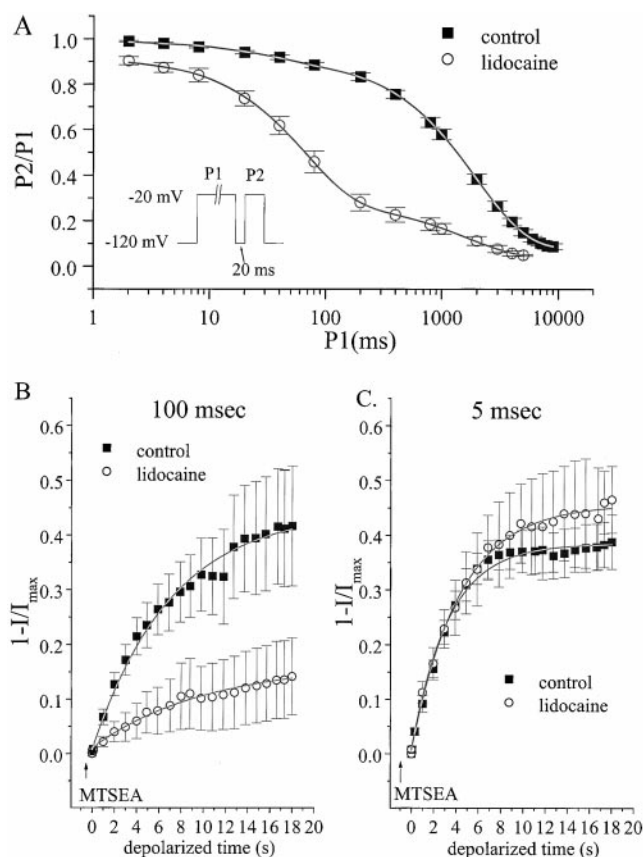 A
control
lidocaine
1.0
0.8
0.6
0.4
0.2
0.0
P2/P1
P1
P2
-20 mV
-120 mV
20 ms
1
10
100
1000
10000
P1(ms)
B
100 msec
control
lidocaine
0.6
0.5
0.4
0.3
0.2
0.1
0.0
1-I/Imax
MTSEA
0 2 4 6 8 10 12 14 16 18 20
depolarized time (s)
C.
5 msec
0.6
0.5
0.4
0.3
0.2
0.1
0.0
1-I/Imax
control
lidocaine
MTSEA
0 2 4 6 8 10 12 14 16 18 20
depolarized time (s)